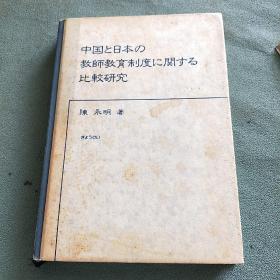 中国と日本の
教師教育制度に関する
比較研究
陳永明 著
ぎょうせい